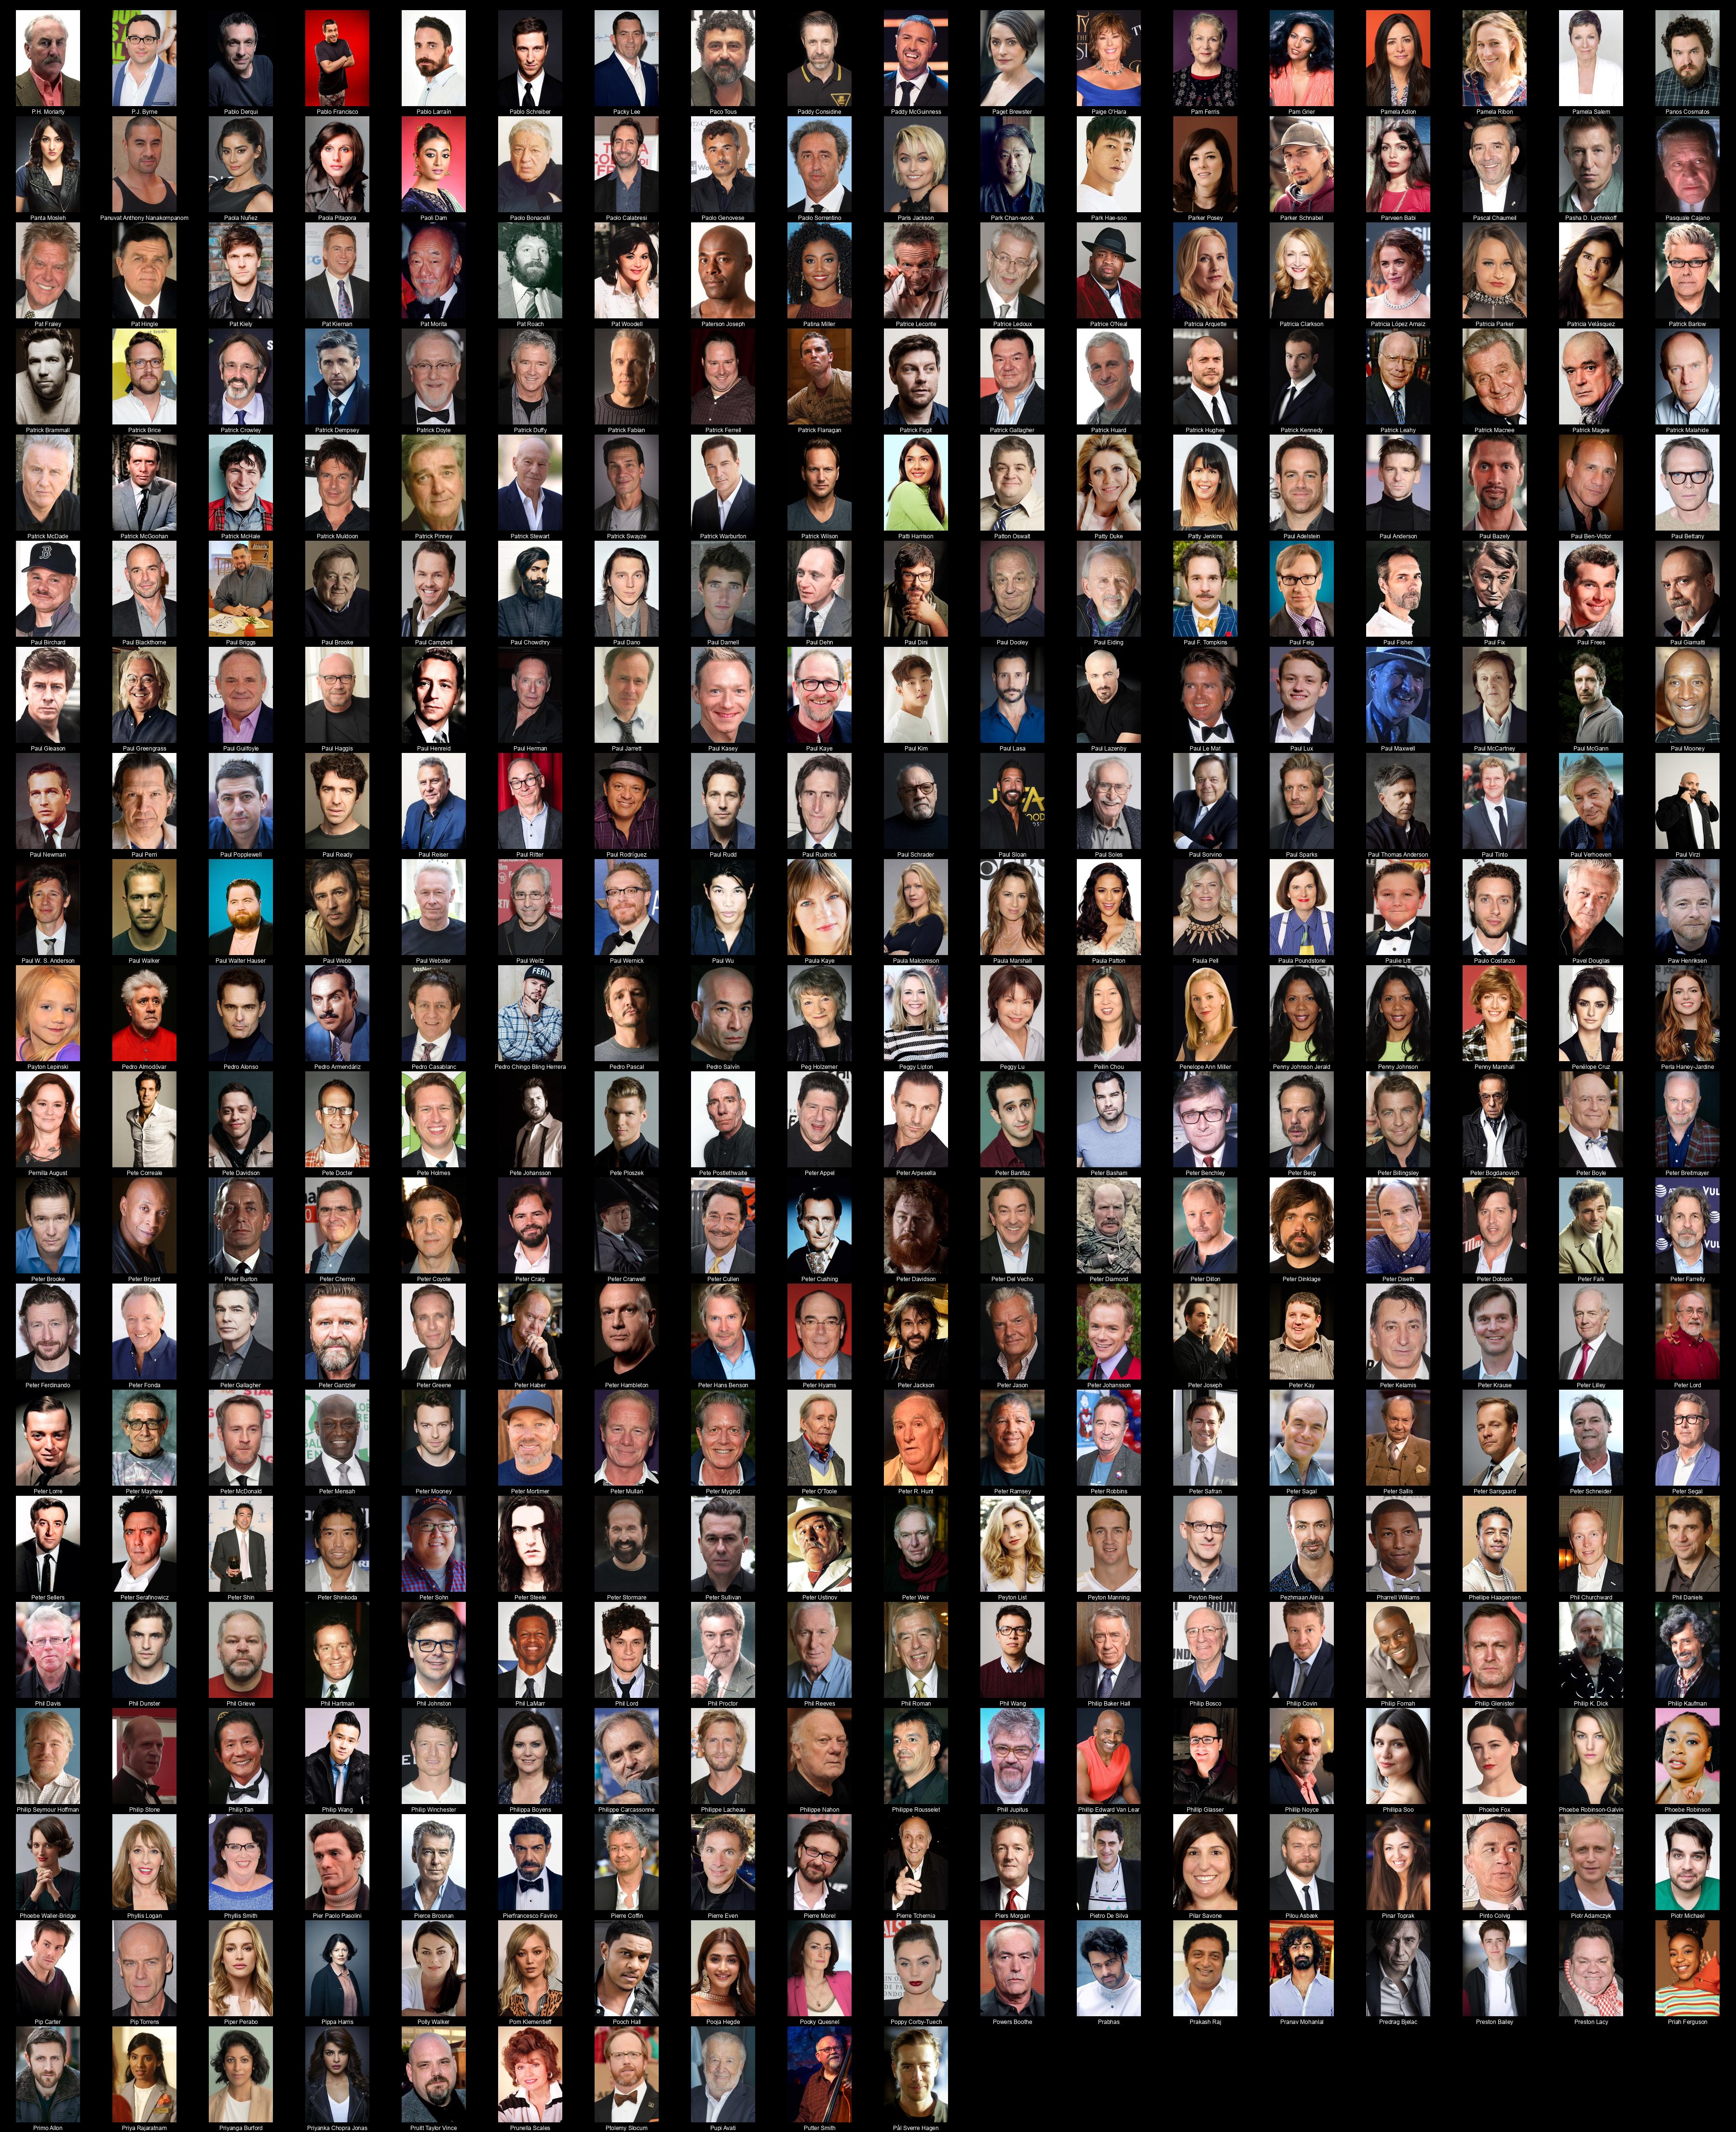 P.H. Moriarty
P.J. Byrne
Pablo Derqui
Pablo Francisco
Pablo Larraín
Pablo Schreiber
Packy Lee
Paco Tous
Paddy Considine
Paddy McGuinness
Paget Brewster
Paige O'Hara
Pam Ferris
Pam Grier
Pamela Adlon
Pamela Ribon
Pamela Salem
Panos Cosmatos
Panta Mosleh
Panuvat Anthony Nanakornpanom
Paola Nuñez
Paola Pitagora
Paoli Dam
Paolo Bonacelli
Paolo Calabresi
Paolo Genovese
Paolo Sorrentino
Paris Jackson
Park Chan-wook
Park Hae-soo
Parker Posey
Parker Schnabel
Parveen Babi
Pascal Chaumeil
Pasha D. Lychnikoff
Pasquale Cajano
Pat Fraley
Pat Hingle
Pat Kiely
Pat Kiernan
Pat Morita
Pat Roach
Pat Woodell
Paterson Joseph
Patina Miller
Patrice Leconte
Patrice Ledoux
Patrice O'Neal
Patricia Arquette
Patricia Clarkson
Patricia López Arnaiz
Patricia Parker
Patricia Velásquez
Patrick Barlow
Patrick Brammall
Patrick Brice
Patrick Crowley
Patrick Dempsey
Patrick Doyle
Patrick Duffy
Patrick Fabian
Patrick Ferrell
Patrick Flanagan
Patrick Fugit
Patrick Gallagher
Patrick Huard
Patrick Hughes
Patrick Kennedy
Patrick Leahy
Patrick Macnee
Patrick Magee
Patrick Malahide
Patrick McDade
Patrick McGoohan
Patrick McHale
Patrick Muldoon
Patrick Pinney
Patrick Stewart
Patrick Swayze
Patrick Warburton
Patrick Wilson
Patti Harrison
Patton Oswalt
Patty Duke
Patty Jenkins
Paul Adelstein
Paul Anderson
Paul Bazely
Paul Ben-Victor
Paul Bettany
Paul Birchard
Paul Blackthorne
Paul Briggs
Paul Brooke
Paul Campbell
Paul Chowdhry
Paul Dano
Paul Darnell
Paul Dehn
Paul Dini
Paul Dooley
Paul Eiding
Paul F. Tompkins
Paul Feig
Paul Fisher
Paul Fix
Paul Frees
Paul Giamatti
Paul Gleason
Paul Greengrass
Paul Guilfoyle
Paul Haggis
Paul Henreid
Paul Herman
Paul Jarrett
Paul Kasey
Paul Kaye
Paul Kim
Paul Lasa
Paul Lazenby
Paul Le Mat
Paul Lux
Paul Maxwell
Paul McCartney
Paul McGann
Paul Mooney
Paul Newman
Paul Perri
Paul Popplewell
Paul Ready
Paul Reiser
Paul Ritter
Paul Rodríguez
Paul Rudd
Paul Rudnick
Paul Schrader
Paul Sloan
Paul Soles
Paul Sorvino
Paul Sparks
Paul Thomas Anderson
Paul Tinto
Paul Verhoeven
Paul Virzi
Paul W. S. Anderson
Paul Walker
Paul Walter Hauser
Paul Webb
Paul Webster
Paul Weitz
Paul Wernick
Paul Wu
Paula Kaye
Paula Malcomson
Paula Marshall
Paula Patton
Paula Pell
Paula Poundstone
Paulie Litt
Paulo Costanzo
Pavel Douglas
Paw Henriksen
Payton Lepinski
Pedro Almodóvar
Pedro Alonso
Pedro Armendáriz
Pedro Casablanc
Pedro Chingo Bling Herrera
Pedro Pascal
Pedro Salvín
Peg Holzemer
Peggy Lipton
Peggy Lu
Peilin Chou
Penelope Ann Miller
Penny Johnson Jerald
Penny Johnson
Penny Marshall
Penélope Cruz
Perla Haney-Jardine
Pernilla August
Pete Correale
Pete Davidson
Pete Docter
Pete Holmes
Pete Johansson
Pete Ploszek
Pete Postlethwaite
Peter Appel
Peter Arpesella
Peter Banifaz
Peter Basham
Peter Benchley
Peter Berg
Peter Billingsley
Peter Bogdanovich
Peter Boyle
Peter Breitmayer
Peter Brooke
Peter Bryant
Peter Burton
Peter Chernin
Peter Coyote
Peter Craig
Peter Cranwell
Peter Cullen
Peter Cushing
Peter Davidson
Peter Del Vecho
Peter Diamond
Peter Dillon
Peter Dinklage
Peter Diseth
Peter Dobson
Peter Falk
Peter Farrelly
Peter Ferdinando
Peter Fonda
Peter Gallagher
Peter Gantzler
Peter Greene
Peter Haber
Peter Hambleton
Peter Hans Benson
Peter Hyams
Peter Jackson
Peter Jason
Peter Johansson
Peter Joseph
Peter Kay
Peter Kelamis
Peter Krause
Peter Lilley
Peter Lord
Peter Lorre
Peter Mayhew
Peter McDonald
Peter Mensah
Peter Mooney
Peter Mortimer
Peter Mullan
Peter Mygind
Peter O'Toole
Peter R. Hunt
Peter Ramsey
Peter Robbins
Peter Safran
Peter Sagal
Peter Sallis
Peter Sarsgaard
Peter Schneider
Peter Segal
Peter Sellers
Peter Serafinowicz
Peter Shin
Peter Shinkoda
Peter Sohn
Peter Steele
Peter Stormare
Peter Sullivan
Peter Ustinov
Peter Weir
Peyton List
Peyton Manning
Peyton Reed
Pezhmaan Alinia
Pharrell Williams
Phellipe Haagensen
Phil Churchward
Phil Daniels
Phil Davis
Phil Dunster
Phil Grieve
Phil Hartman
Phil Johnston
Phil LaMarr
Phil Lord
Phil Proctor
Phil Reeves
Phil Roman
Phil Wang
Philip Baker Hall
Philip Bosco
Philip Covin
Philip Fornah
Philip Glenister
Philip K. Dick
Philip Kaufman
Philip Seymour Hoffman
Philip Stone
Philip Tan
Philip Wang
Philip Winchester
Philippa Boyens
Philippe Carcassonne
Philippe Lacheau
Philippe Nahon
Philippe Rousselet
Phill Jupitus
Phillip Edward Van Lear
Phillip Glasser
Phillip Noyce
Phillipa Soo
Phoebe Fox
Phoebe Robinson-Galvin
Phoebe Robinson
Phoebe Waller-Bridge
Phyllis Logan
Phyllis Smith
Pier Paolo Pasolini
Pierce Brosnan
Pierfrancesco Favino
Pierre Coffin
Pierre Even
Pierre Morel
Pierre Tchernia
Piers Morgan
Pietro De Silva
Pilar Savone
Pilou Asbæk
Pinar Toprak
Pinto Colvig
Piotr Adamczyk
Piotr Michael
Pip Carter
Pip Torrens
Piper Perabo
Pippa Harris
Polly Walker
Pom Klementieff
Pooch Hall
Pooja Hegde
Pooky Quesnel
Poppy Corby-Tuech
Powers Boothe
Prabhas
Prakash Raj
Pranav Mohanlal
Predrag Bjelac
Preston Bailey
Preston Lacy
Priah Ferguson
Primo Allon
Priya Rajaratnam
Priyanga Burford
Priyanka Chopra Jonas
Pruitt Taylor Vince
Prunella Scales
Ptolemy Slocum
Pupi Avati
Putter Smith
Pål Sverre Hagen